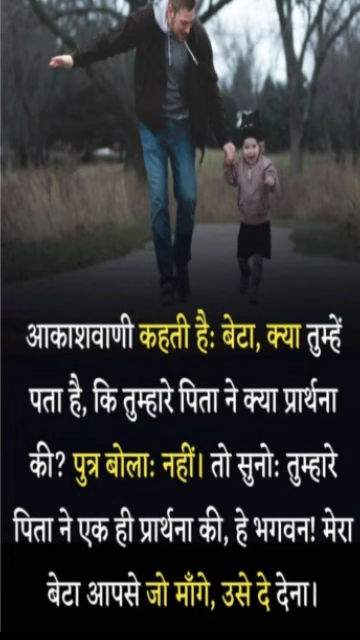 आकाशवाणी कहती है: बेटा, क्या तुम्हें
पता है, कि तुम्हारे पिता ने क्या प्रार्थना
की? पुत्र बोला: नहीं। तो सुनो: तुम्हारे
पिता ने एक ही प्रार्थना की, हे भगवन! मेरा
बेटा आपसे जो माँगे, उसे दे देना।